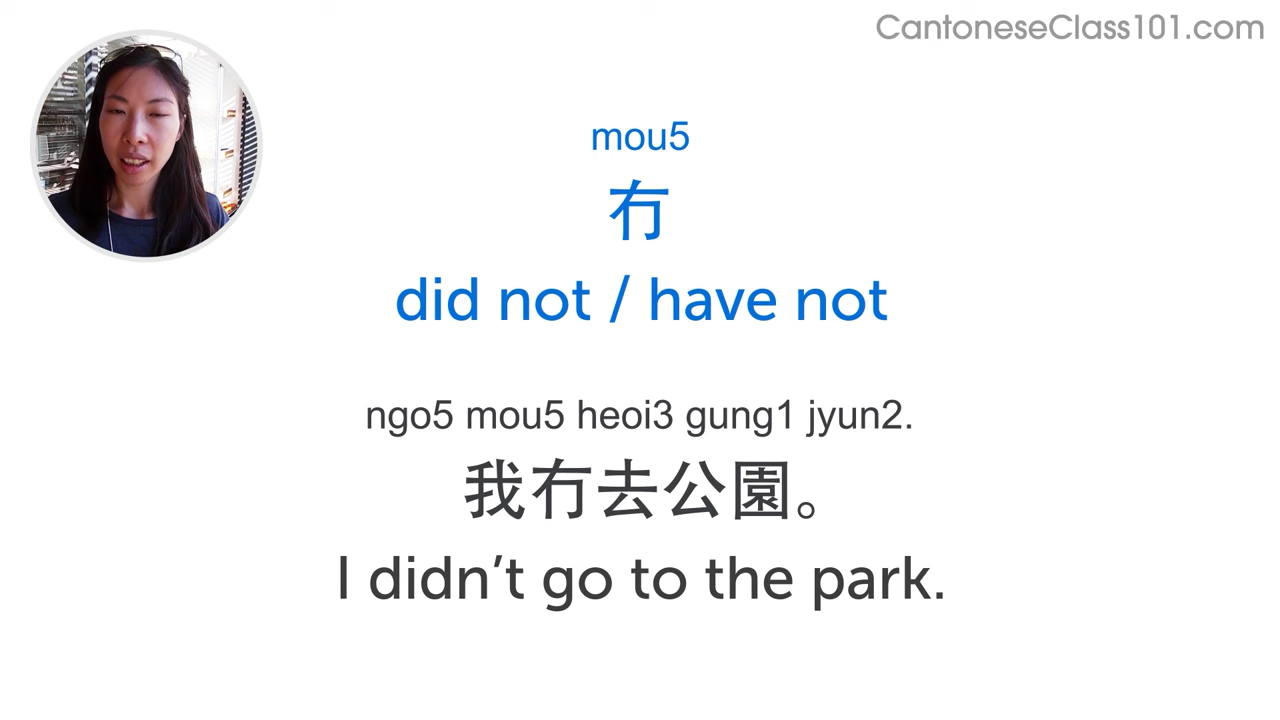 CantoneseClass101.com
mou5
冇
did not / have not
ngo5 mou5 heoi3 gung1 jyun2.
我冇去公園。
I didn’t go to the park.